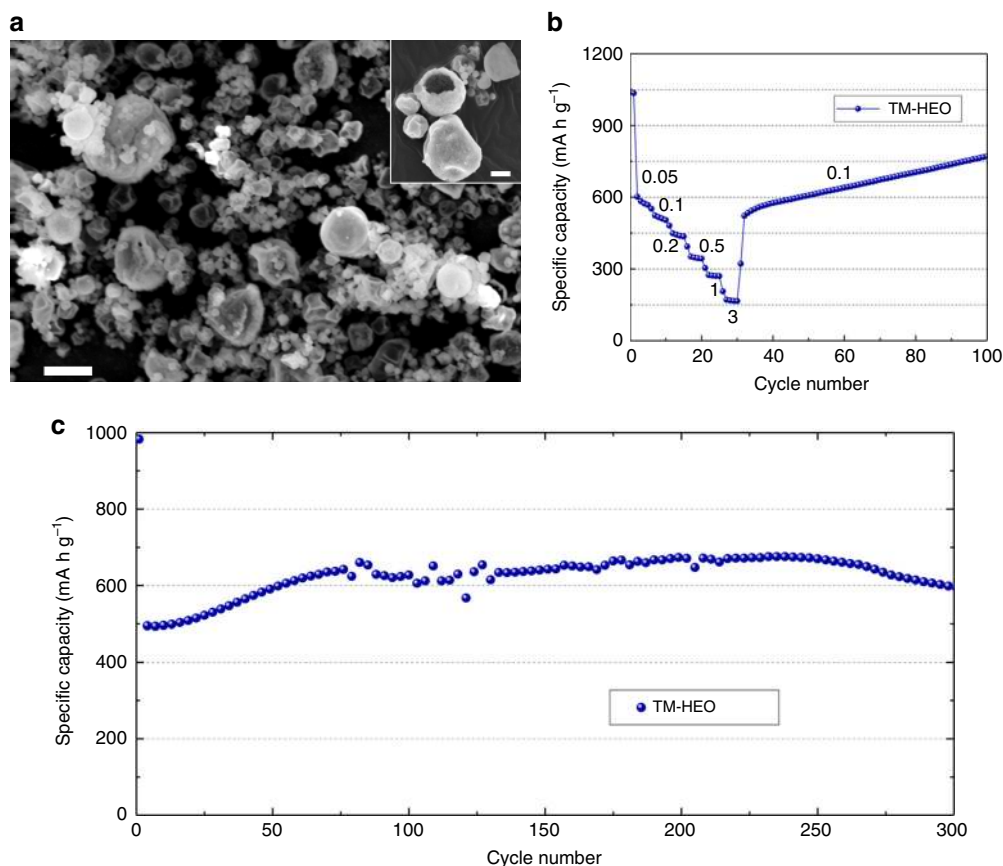 a
b
1200
900
600
300
0
Specific capacity (mA h g⁻¹)
TM-HEO
0.05
0.1
0.2
0.5
1
3
0.1
0 20 40 60 80 100
Cycle number
c
1000
800
600
400
200
0
Specific capacity (mA h g⁻¹)
TM-HEO
0 50 100 150 200 250 300
Cycle number